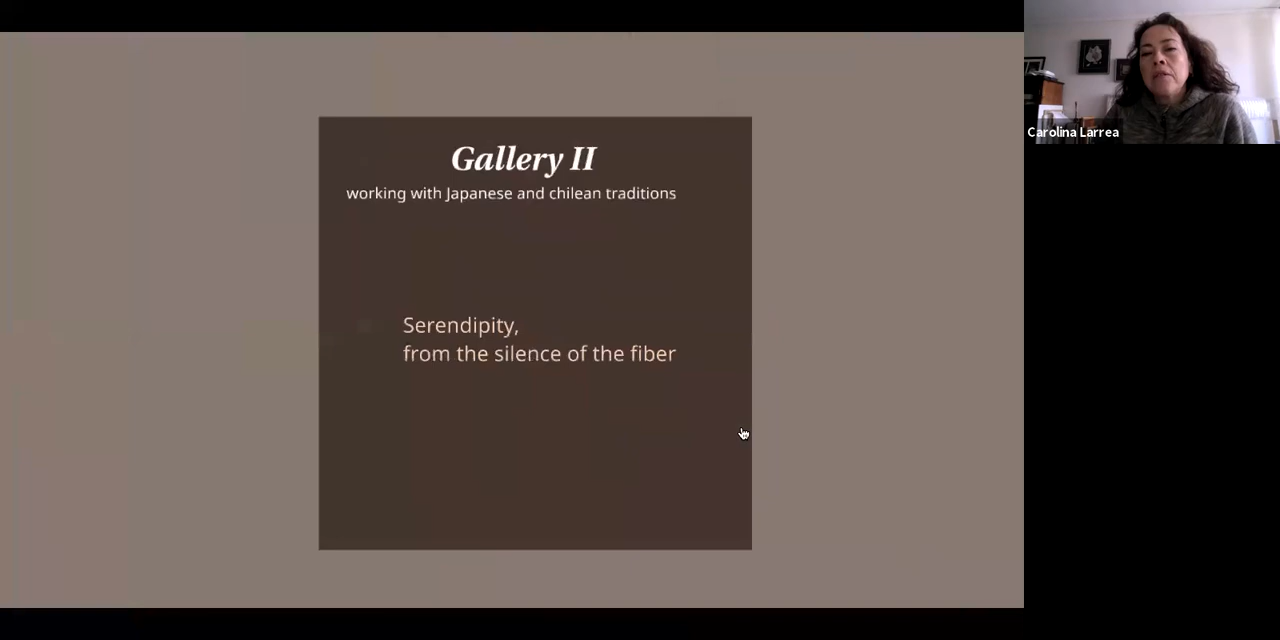 Gallery II
working with Japanese and chilean traditions
Serendipity,
from the silence of the fiber
Carolina Larrea